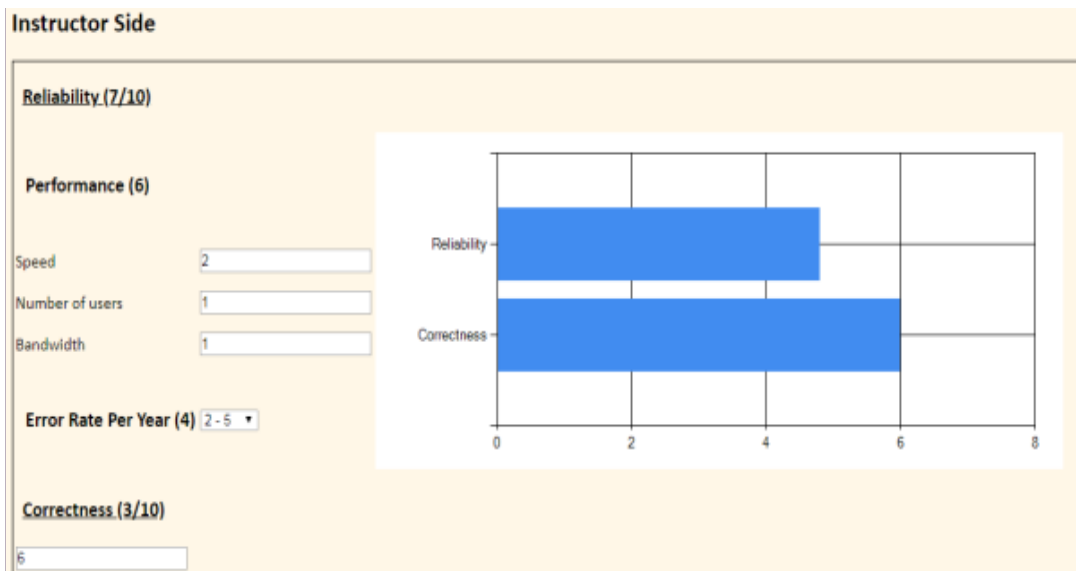 Instructor Side
Reliability (7/10)
Performance (6)
Speed 2
Number of users 1
Bandwidth 1
Error Rate Per Year (4) 2 - 5
Correctness (3/10)
6
Reliability
Correctness
0 2 4 6 8